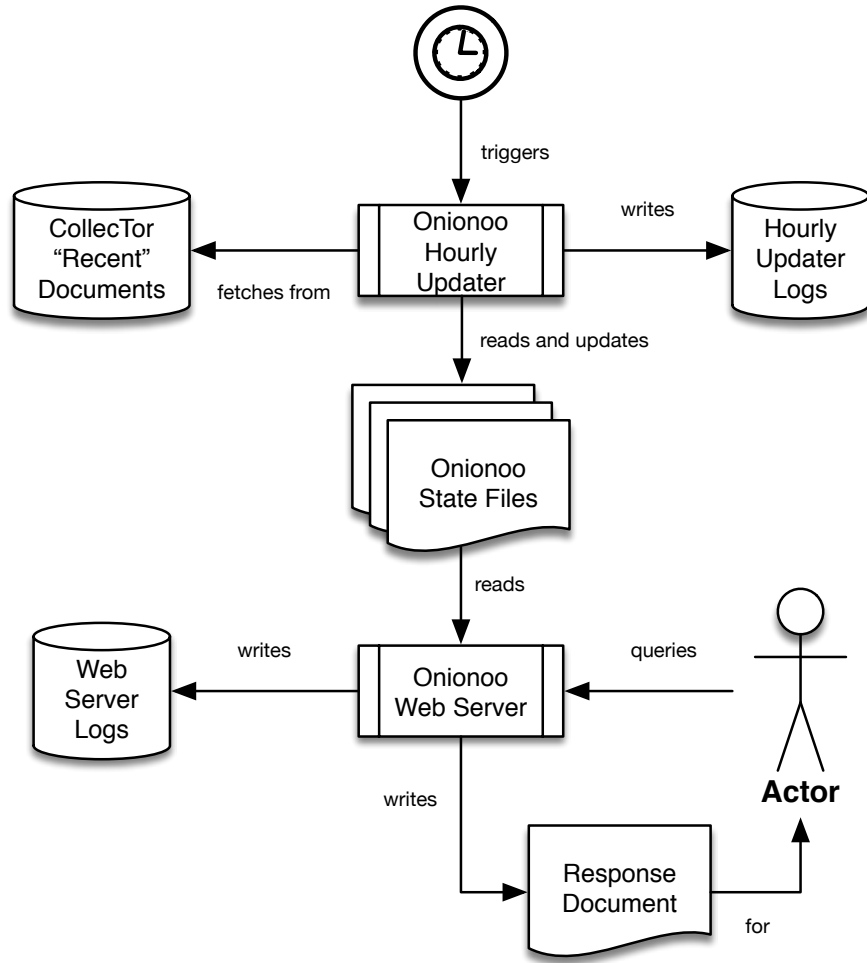 triggers
CollecTor
“Recent”
Documents
fetches from
Onionoo
Hourly
Updater
writes
Hourly
Updater
Logs
reads and updates
Onionoo
State Files
reads
Web
Server
Logs
writes
Onionoo
Web Server
queries
Actor
writes
Response
Document
for